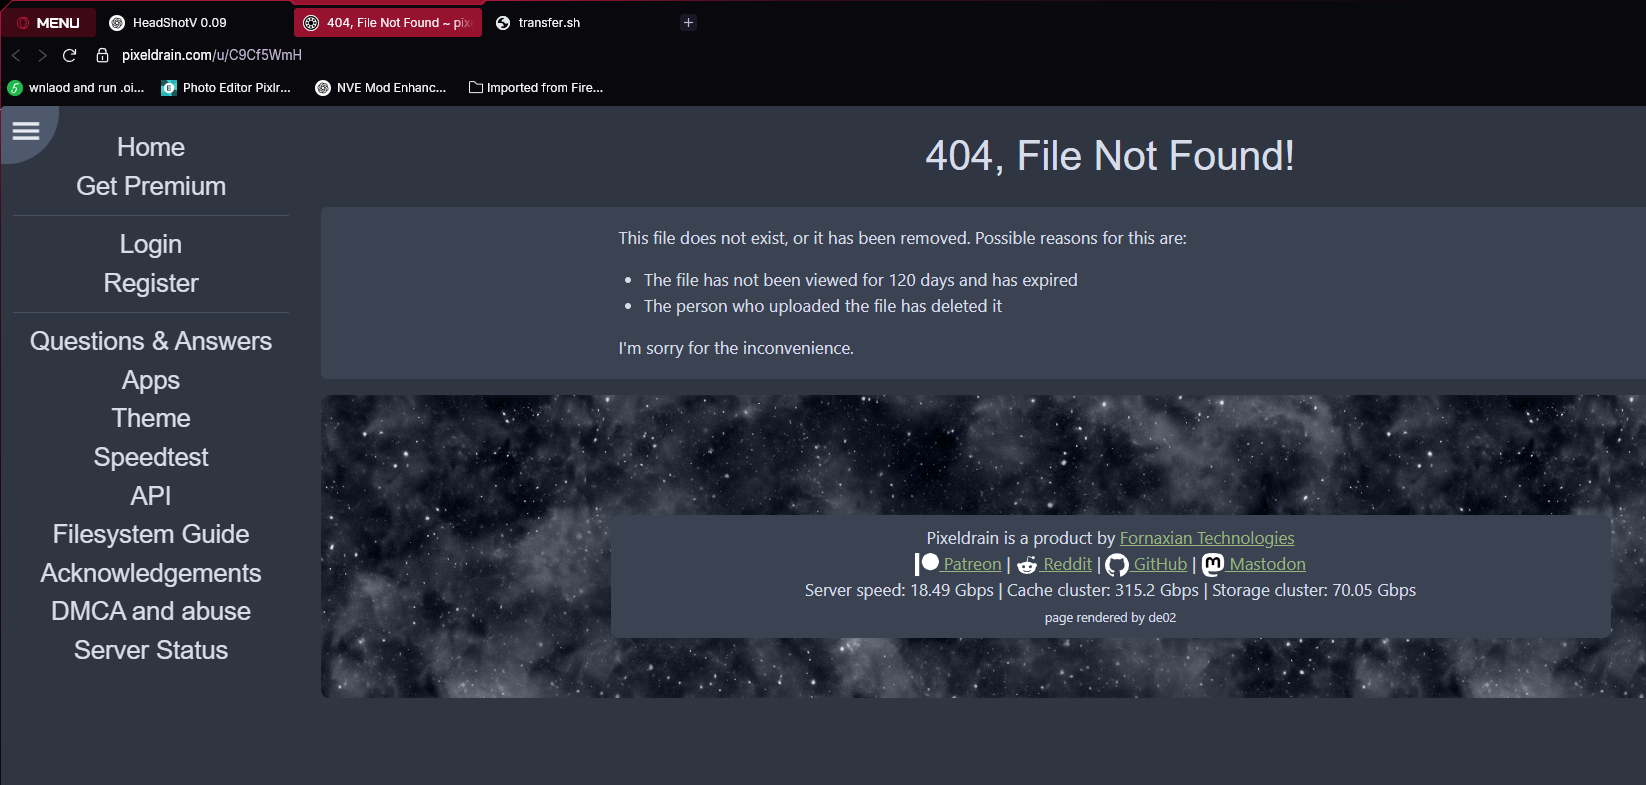 MENU
HeadShotV 0.09
404, File Not Found ~ pix
transfer.sh
pixeldrain.com/u/C9Cf5WmH
wnlaod and run .oi...
Photo Editor Pixlr...
NVE Mod Enhanc...
Imported from Fire...
Home
Get Premium
Login
Register
Questions & Answers
Apps
Theme
Speedtest
API
Filesystem Guide
Acknowledgements
DMCA and abuse
Server Status
404, File Not Found!
This file does not exist, or it has been removed. Possible reasons for this are:
• The file has not been viewed for 120 days and has expired
• The person who uploaded the file has deleted it
I'm sorry for the inconvenience.
Pixeldrain is a product by Fornaxian Technologies
Patreon | Reddit | GitHub | Mastodon
Server speed: 18.49 Gbps | Cache cluster: 315.2 Gbps | Storage cluster: 70.05 Gbps
page rendered by de02